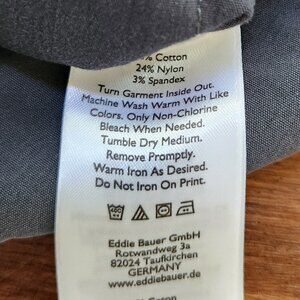 % Cotton
24% Nylon
3% Spandex
Turn Garment Inside Out.
Machine Wash Warm With Like
Colors. Only Non-Chlorine
Bleach When Needed.
Tumble Dry Medium.
Remove Promptly.
Warm Iron As Desired.
Do Not Iron On Print.
Eddie Bauer GmbH
Rotwandweg 3a
82024 Taufkirchen
GERMANY
www.eddiebauer.de
Cotton